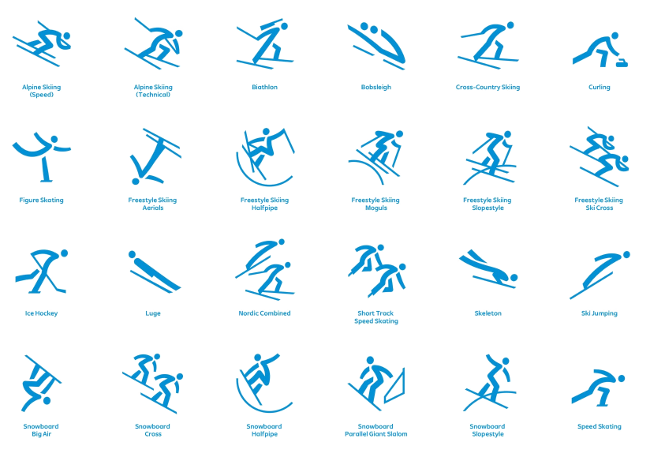 Alpine Skiing
(Speed)
Alpine Skiing
(Technical)
Biathlon
Bobsleigh
Cross-Country Skiing
Curling
Figure Skating
Freestyle Skiing
Aerials
Freestyle Skiing
Halfpipe
Freestyle Skiing
Moguls
Freestyle Skiing
Slopestyle
Freestyle Skiing
Ski Cross
Ice Hockey
Luge
Nordic Combined
Short Track
Speed Skating
Skeleton
Ski Jumping
Snowboard
Big Air
Snowboard
Cross
Snowboard
Halfpipe
Snowboard
Parallel Giant Slalom
Snowboard
Slopestyle
Speed Skating